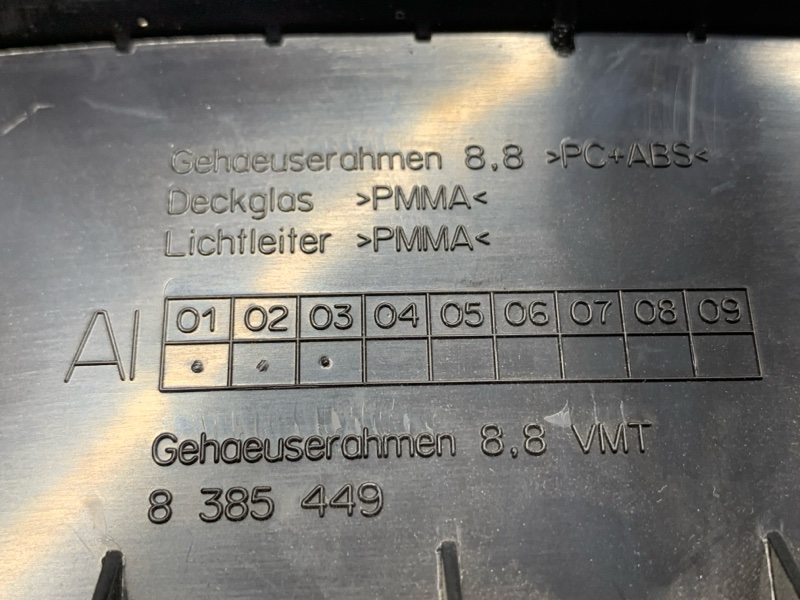 Gehaeuserahmen 8,8 >PC+ABS<
Deckglas >PMMA<
Lichtleiter >PMMA<
AI 01 02 03 04 05 06 07 08 09
Gehaeuserahmen 8,8 VMT
8 385 449